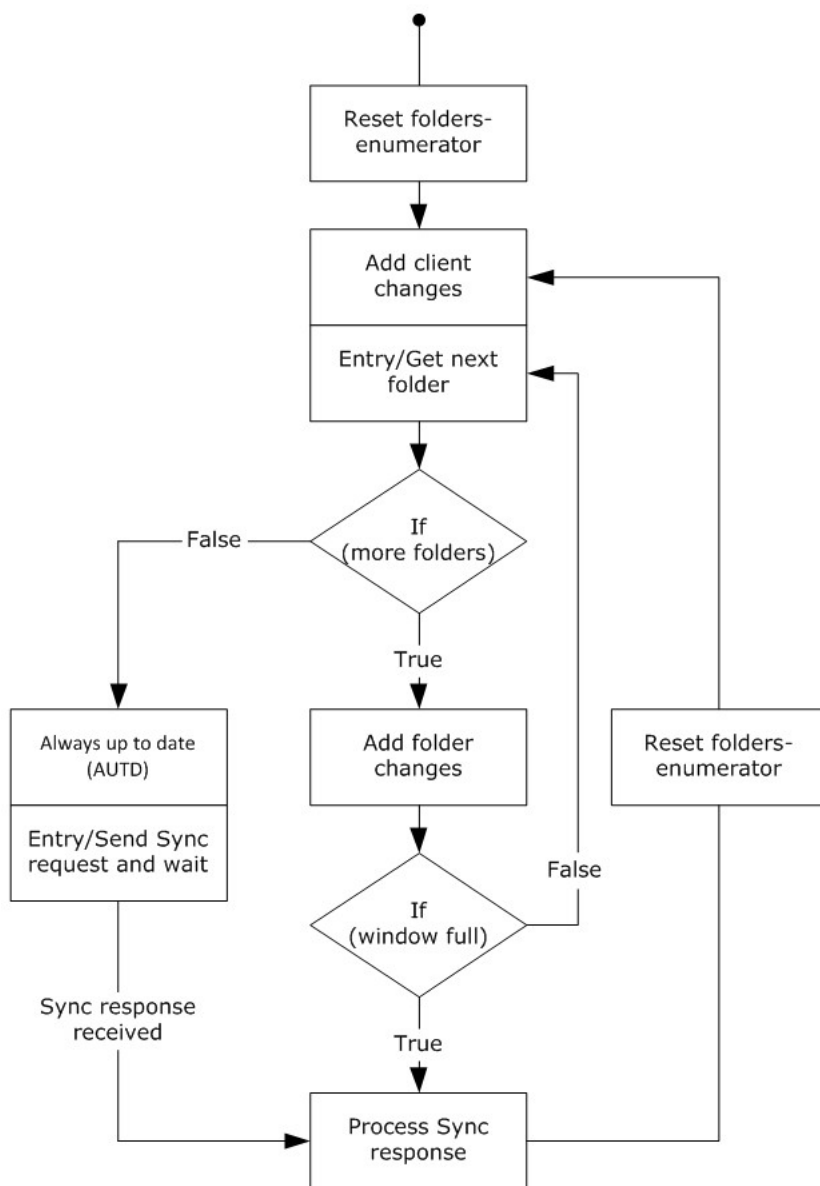 Reset folders-
enumerator
Add client
changes
Entry/Get next
folder
If
(more folders)
False
True
Always up to date
(AUTD)
Entry/Send Sync
request and wait
Add folder
changes
Reset folders-
enumerator
If
(window full)
False
Sync response
received
True
Process Sync
response